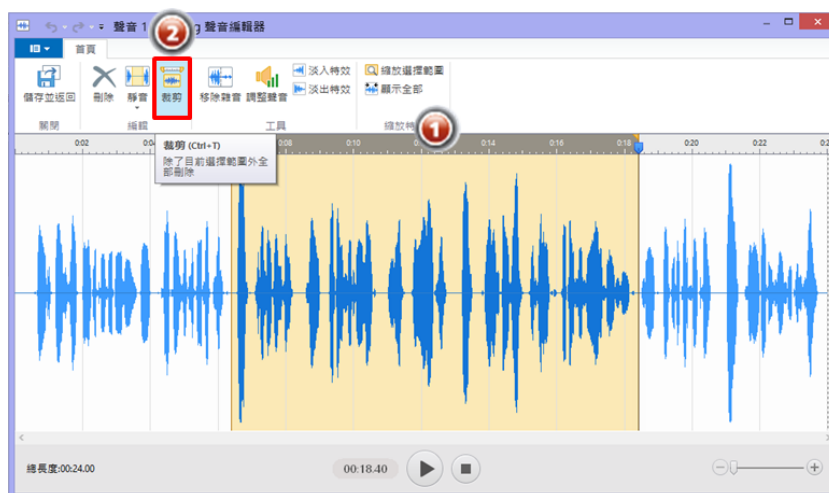 聲音 1
g 聲音編輯器
2
首頁
儲存並返回
刪除
靜音
裁剪
移除雜音
調整聲音
淡入特效
淡出特效
縮放選擇範圍
顯示全部
關閉
編輯
工具
縮放
1
0:02
0:08
0:10
0:14
0:16
0:18
0:20
0:22
裁剪 (Ctrl+T)
除了目前選擇範圍外全
部刪除
總長度:00:24.00
00:18.40